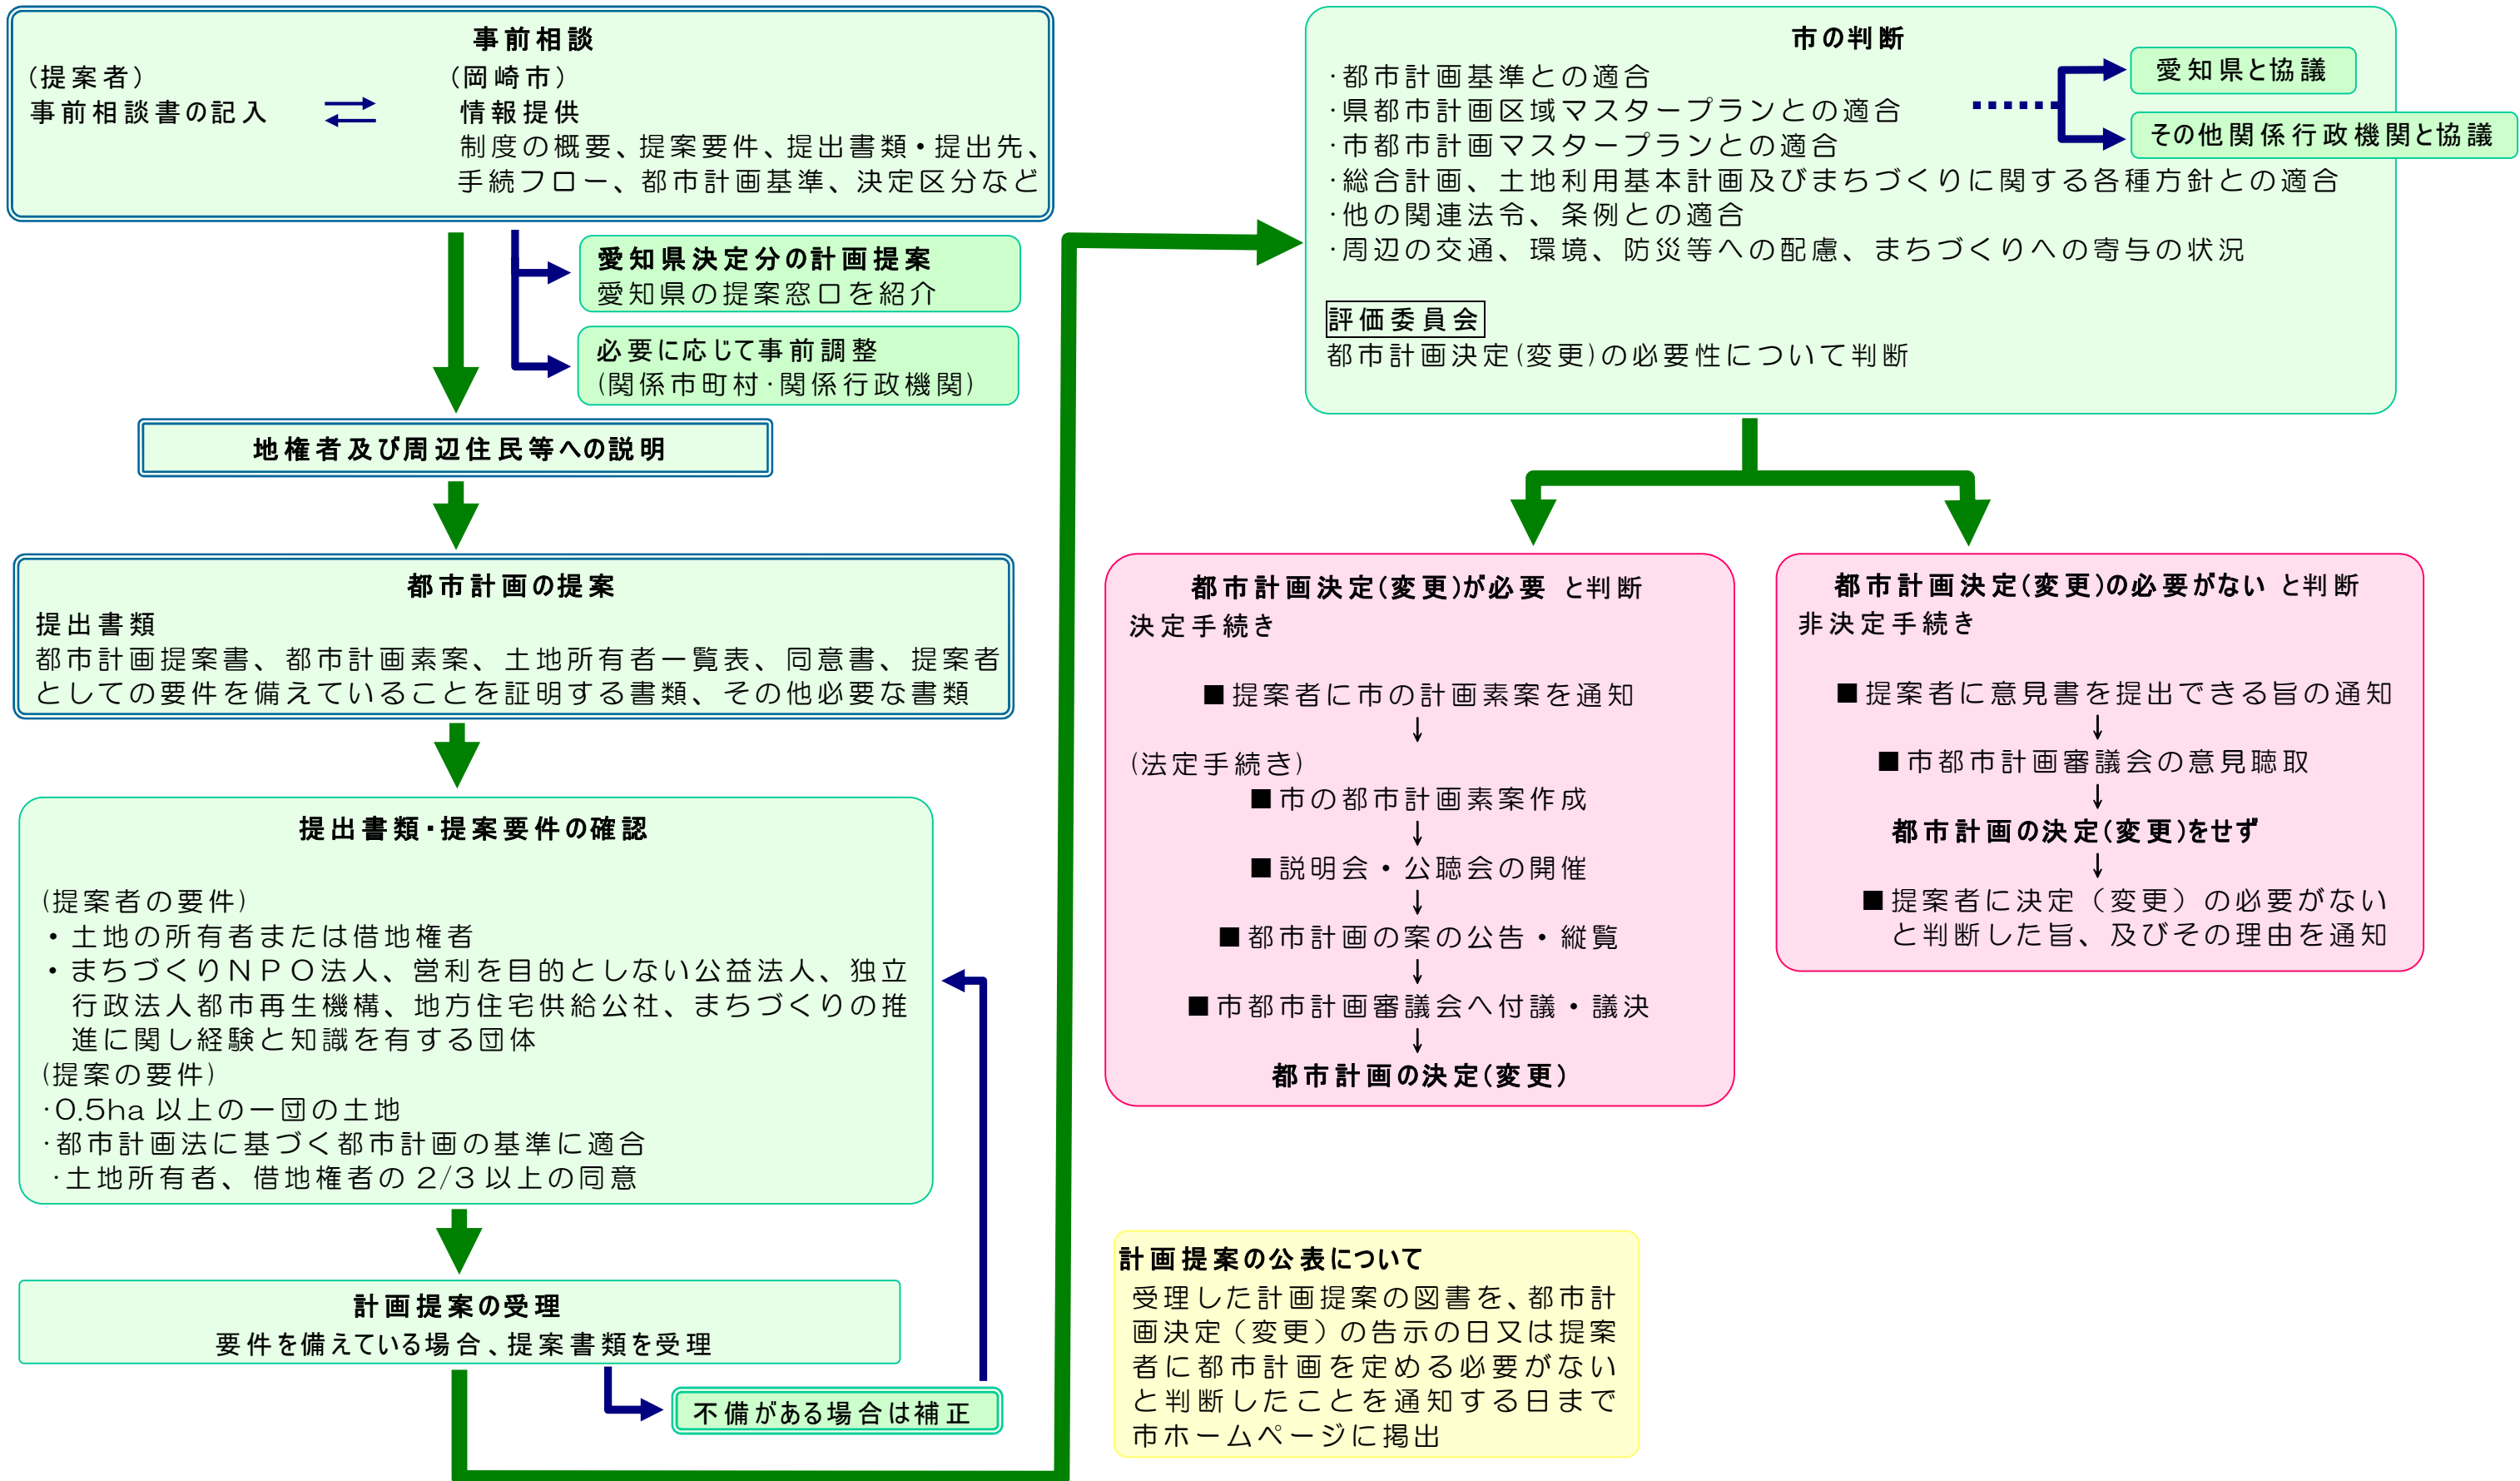 事前相談
(提案者)
(岡崎市)
事前相談書の記入
情報提供
制度の概要、提案要件、提出書類・提出先、
手続フロー、都市計画基準、決定区分など
愛知県決定分の計画提案
愛知県の提案窓口を紹介
必要に応じて事前調整
(関係市町村・関係行政機関)
地権者及び周辺住民等への説明
都市計画の提案
提出書類
都市計画提案書、都市計画素案、土地所有者一覧表、同意書、提案者
としての要件を備えていることを証明する書類、その他必要な書類
提出書類・提案要件の確認
(提案者の要件)
・土地の所有者または借地権者
・まちづくりNPO法人、営利を目的としない公益法人、独立
行政法人都市再生機構、地方住宅供給公社、まちづくりの推
進に関し経験と知識を有する団体
(提案の要件)
・0.5ha以上の一団の土地
・都市計画法に基づく都市計画の基準に適合
・土地所有者、借地権者の2/3以上の同意
計画提案の受理
要件を備えている場合、提案書類を受理
不備がある場合は補正
市の判断
・都市計画基準との適合
・県都市計画区域マスタープランとの適合
・市都市計画マスタープランとの適合
・総合計画、土地利用基本計画及びまちづくりに関する各種方針との適合
・他の関連法令、条例との適合
・周辺の交通、環境、防災等への配慮、まちづくりへの寄与の状況
愛知県と協議
その他関係行政機関と協議
評価委員会
都市計画決定(変更)の必要性について判断
都市計画決定(変更)が必要 と判断
決定手続き
■提案者に市の計画素案を通知
↓
(法定手続き)
■市の都市計画素案作成
↓
■説明会・公聴会の開催
↓
■都市計画の案の公告・縦覧
↓
■市都市計画審議会へ付議・議決
↓
都市計画の決定(変更)
都市計画決定(変更)の必要がない と判断
非決定手続き
■提案者に意見書を提出できる旨の通知
↓
■市都市計画審議会の意見聴取
↓
都市計画の決定(変更)をせず
↓
■提案者に決定(変更)の必要がない
と判断した旨、及びその理由を通知
計画提案の公表について
受理した計画提案の図書を、都市計
画決定(変更)の告示の日又は提案
者に都市計画を定める必要がない
と判断したことを通知する日まで
市ホームページに掲出